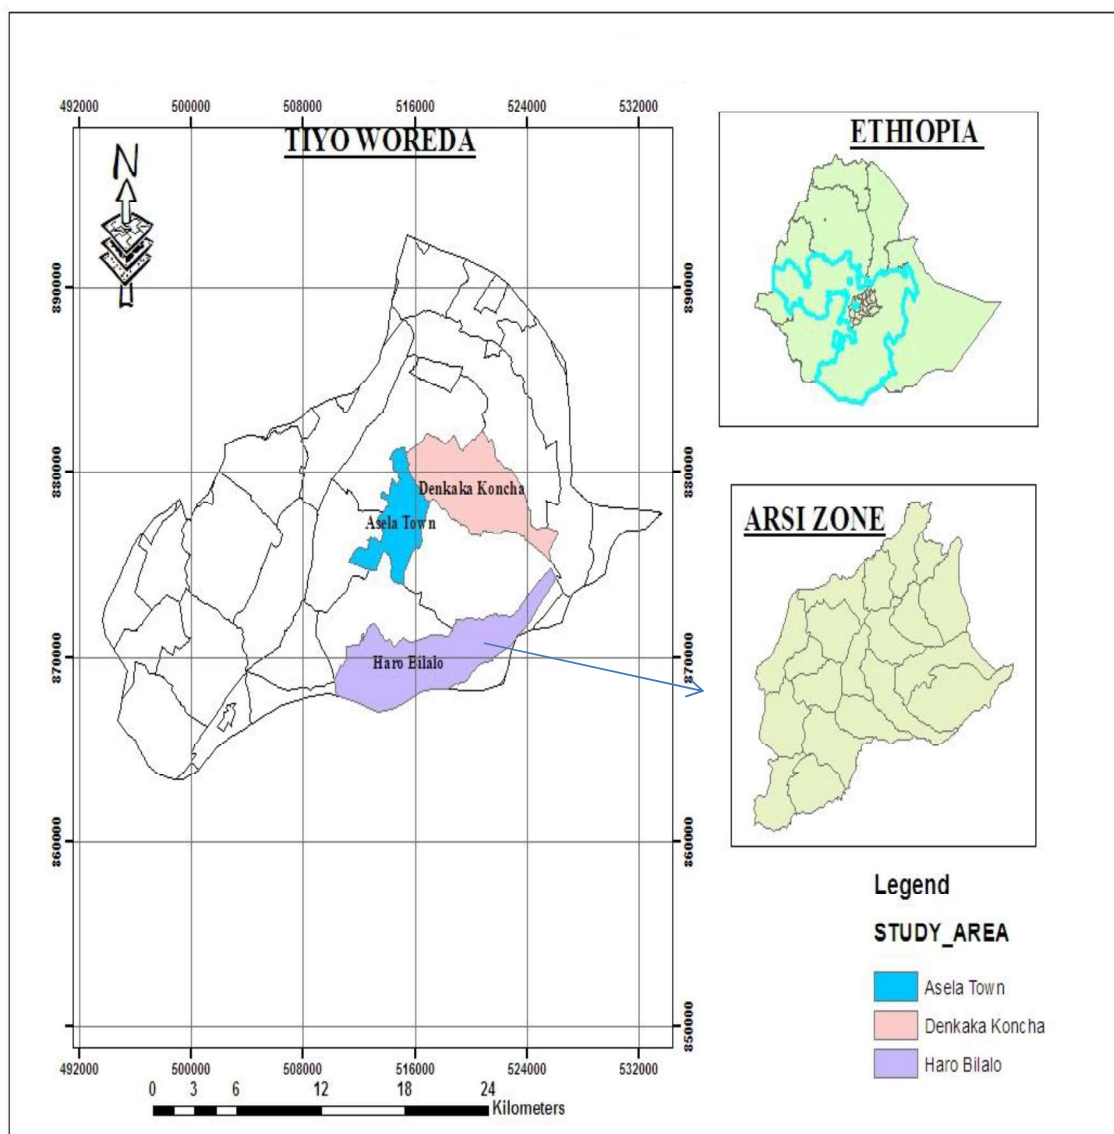 492000 500000 508000 516000 524000 532000
TIYO WOREDA
N
890000 890000
880000 880000
870000 870000
860000 860000
850000 850000
Denkaka Koncha
Asela Town
Haro Bilalo
492000 500000 508000 516000 524000 532000
0 3 6 12 18 24
Kilometers
ETHIOPIA
ARSI ZONE
Legend
STUDY_AREA
Asela Town
Denkaka Koncha
Haro Bilalo